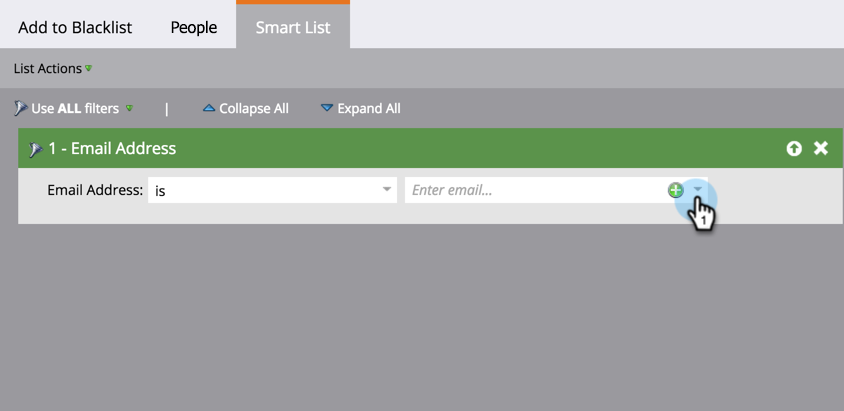 Add to Blacklist People Smart List
List Actions
Use ALL filters | Collapse All Expand All
1 - Email Address
Email Address: is Enter email...
1